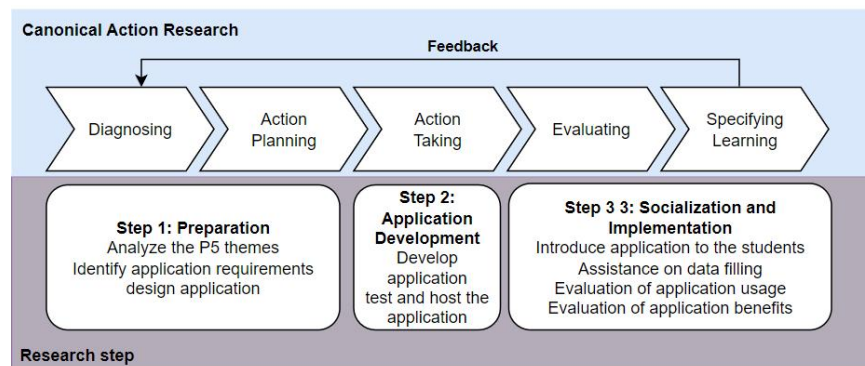 Canonical Action Research
Feedback
Diagnosing
Action
Planning
Action
Taking
Evaluating
Specifying
Learning
Step 1: Preparation
Analyze the P5 themes
Identify application requirements
design application
Step 2:
Application
Development
Develop
application
test and host the
application
Step 3 3: Socialization and
Implementation
Introduce application to the students
Assistance on data filling
Evaluation of application usage
Evaluation of application benefits
Research step